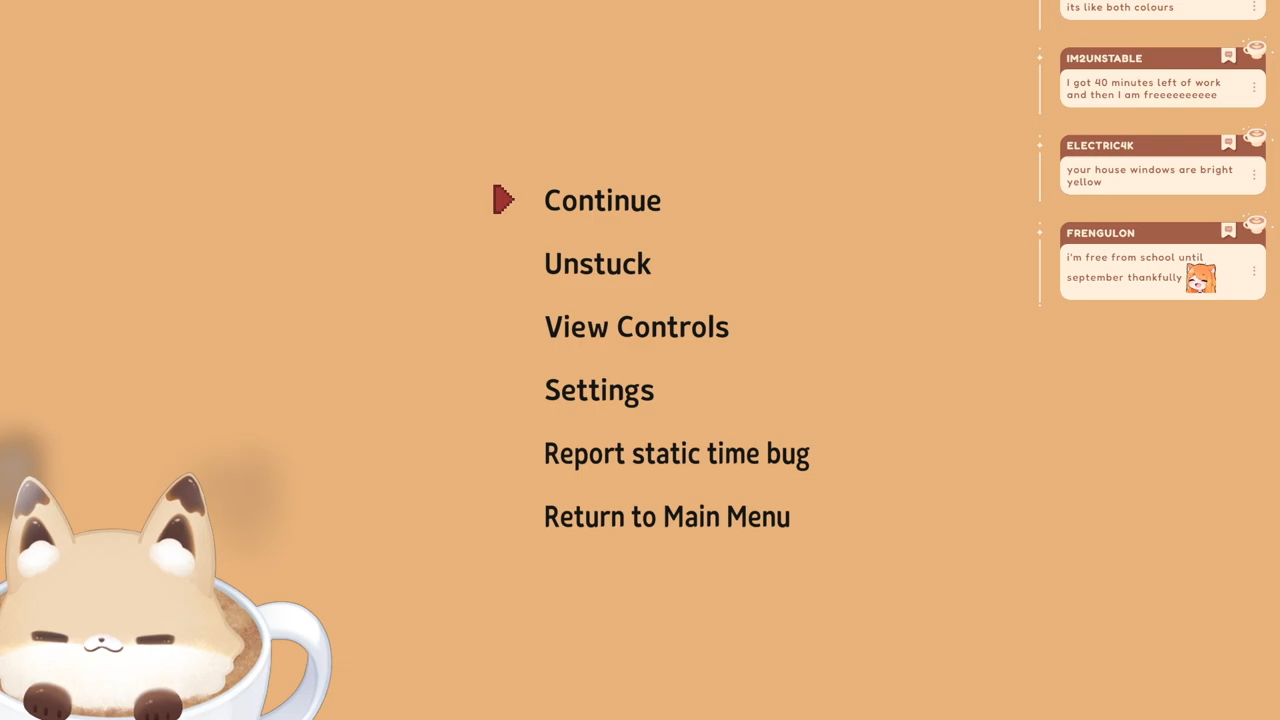 Continue
Unstuck
View Controls
Settings
Report static time bug
Return to Main Menu
its like both colours
IM2UNSTABLE
I got 40 minutes left of work
and then I am freeeeeeeeee
ELECTRIC4K
your house windows are bright
yellow
FRENGULON
i'm free from school until
september thankfully